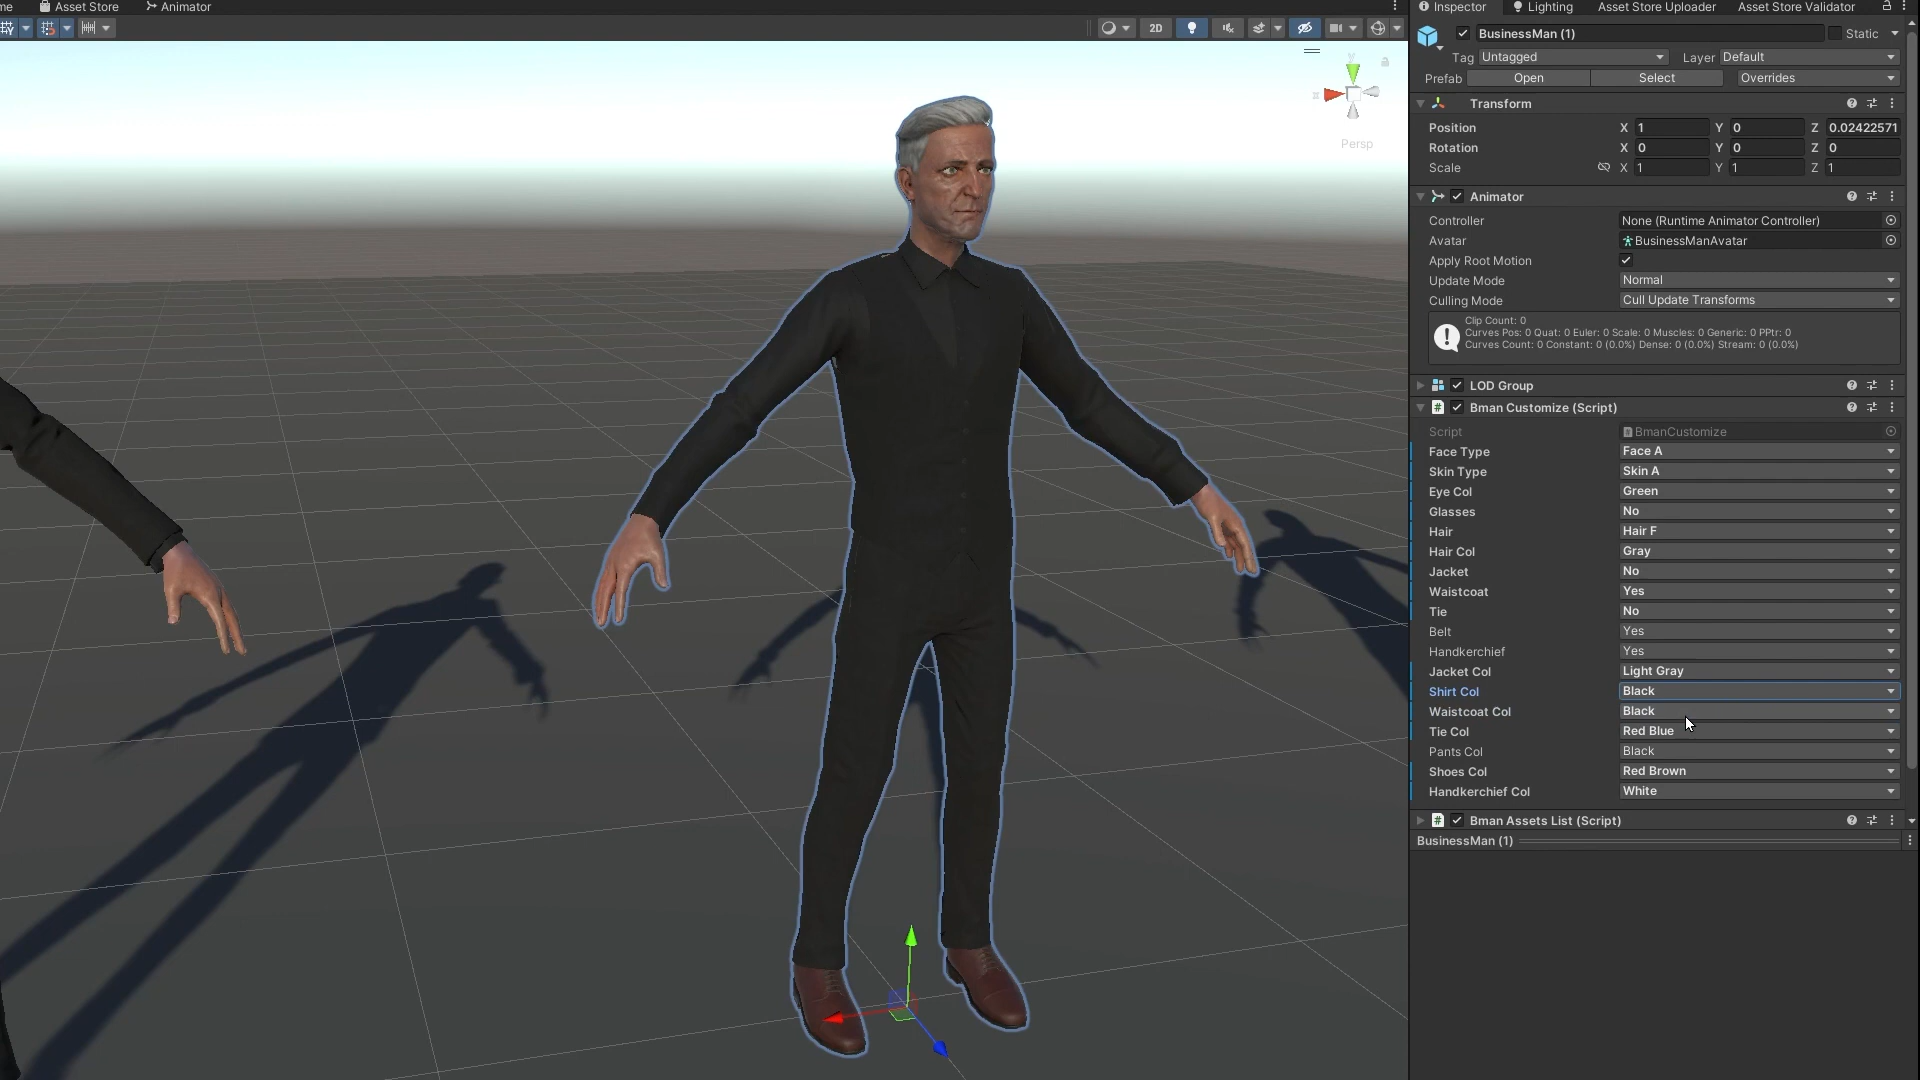 me
Asset Store
Animator
2D
Persp
Inspector
Lighting
Asset Store Uploader
Asset Store Validator
BusinessMan (1)
Static
Tag
Untagged
Layer
Default
Prefab
Open
Select
Overrides
Transform
Position X 1 Y 0 Z 0.02422571
Rotation X 0 Y 0 Z 0
Scale X 1 Y 1 Z 1
Animator
Controller None (Runtime Animator Controller)
Avatar BusinessManAvatar
Apply Root Motion
Update Mode Normal
Culling Mode Cull Update Transforms
Clip Count: 0
Curves Pos: 0 Quat: 0 Euler: 0 Scale: 0 Muscles: 0 Generic: 0 PPtr: 0
Curves Count: 0 Constant: 0 (0.0%) Dense: 0 (0.0%) Stream: 0 (0.0%)
LOD Group
# Bman Customize (Script)
Script BmanCustomize
Face Type Face A
Skin Type Skin A
Eye Col Green
Glasses No
Hair Hair F
Hair Col Gray
Jacket No
Waistcoat Yes
Tie No
Belt Yes
Handkerchief Yes
Jacket Col Light Gray
Shirt Col Black
Waistcoat Col Black
Tie Col Red Blue
Pants Col Black
Shoes Col Red Brown
Handkerchief Col White
# Bman Assets List (Script)
BusinessMan (1)